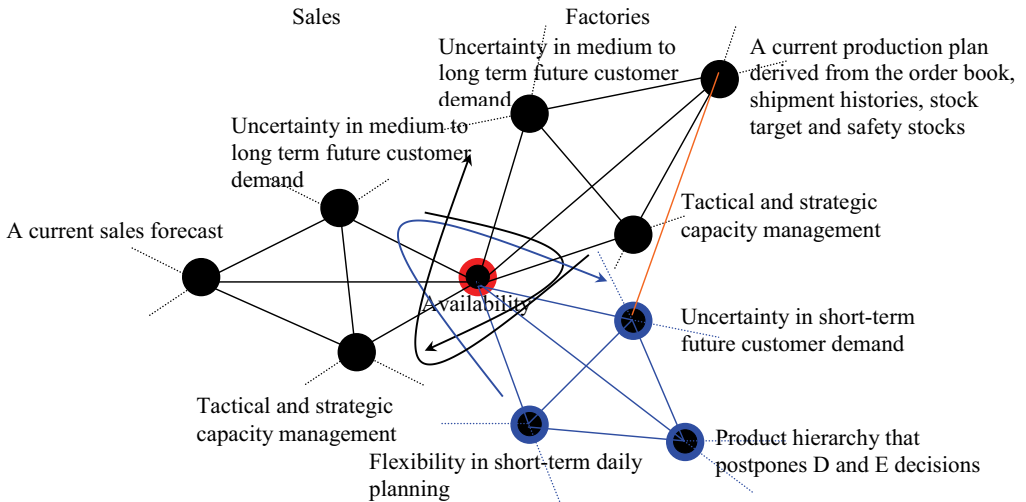 Sales
Factories
Uncertainty in medium to
long term future customer
demand
A current production plan
derived from the order book,
shipment histories, stock
target and safety stocks
Uncertainty in medium to
long term future customer
demand
Tactical and strategic
capacity management
A current sales forecast
Availability
Uncertainty in short-term
future customer demand
Tactical and strategic
capacity management
Flexibility in short-term daily
planning
Product hierarchy that
postpones D and E decisions